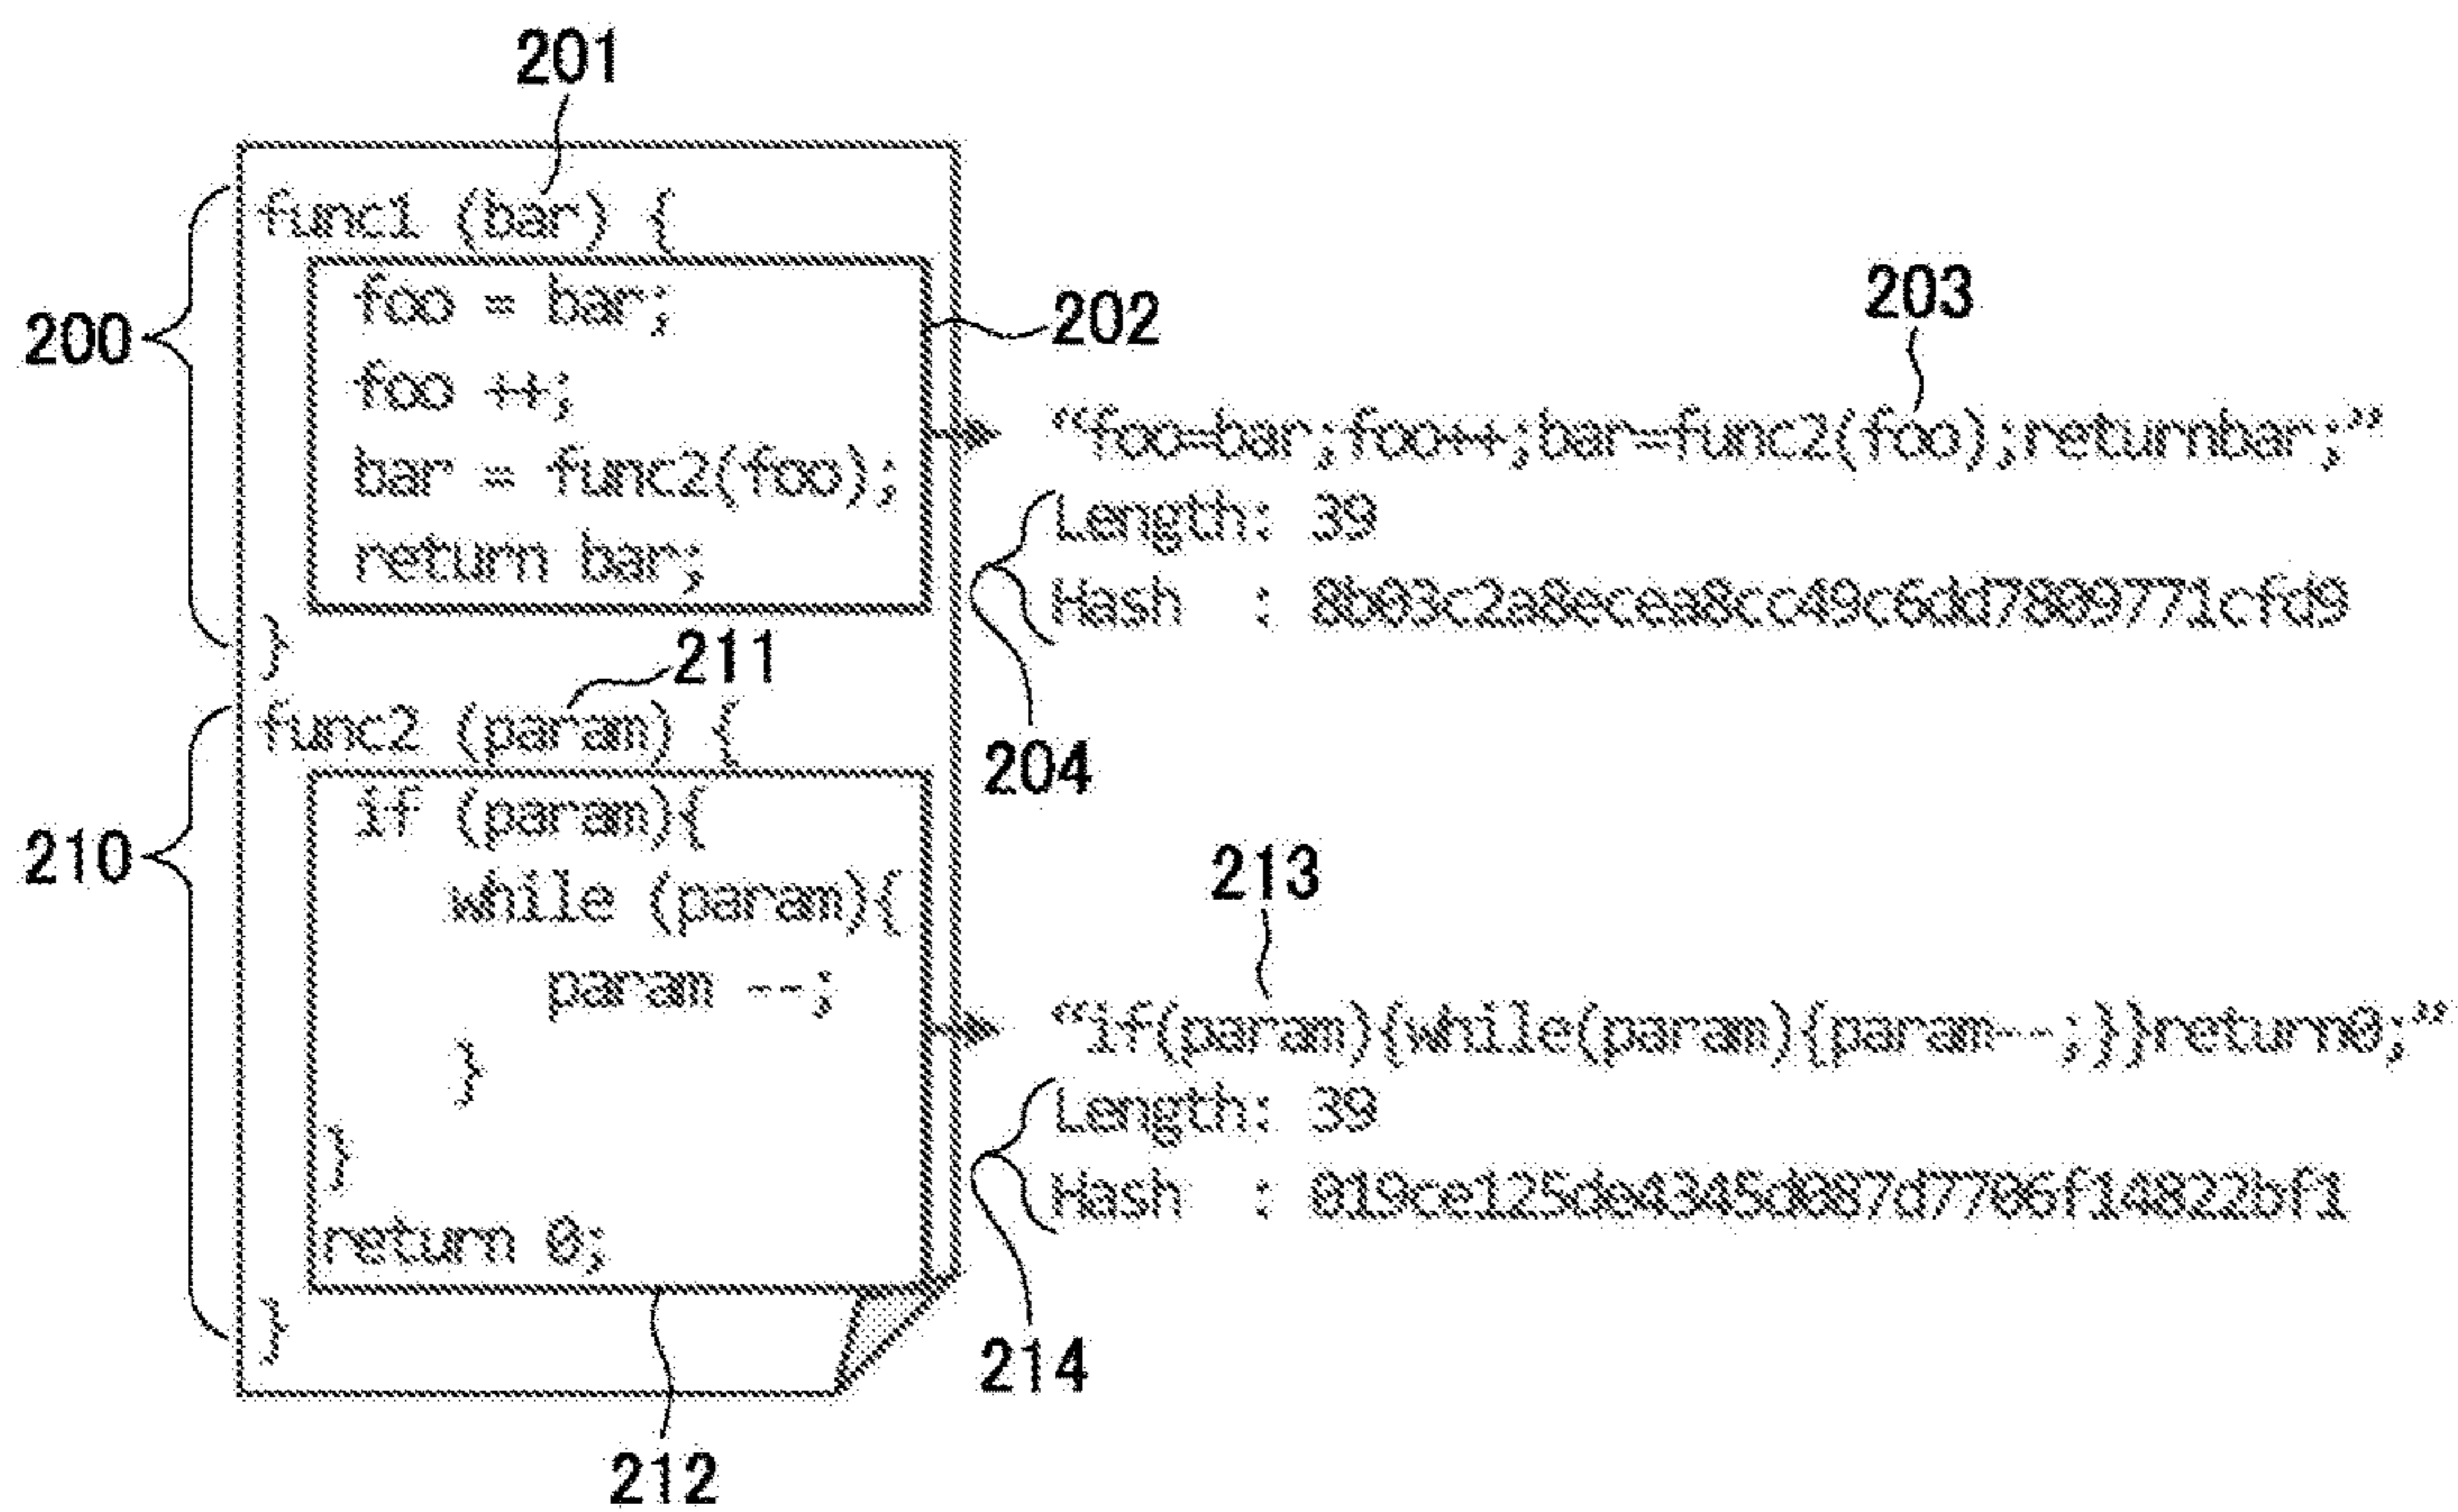 201
func1 (bar) {
foo = bar;
202
203
200
foo ++;
“foo=bar;foo++;bar=func2(foo);returnbar;”
bar = func2(foo);
Length: 39
return bar;
Hash : 8b03c2a8ecea8cc49c6dd7809771cfd9
}
211
func2 (param) {
204
if (param){
210
while (param){
213
param --;
“if(param){while(param){param--;}}return0;”
}
Length: 39
}
Hash : 019ce125de4345d087d7706f14822bf1
return 0;
}
214
212